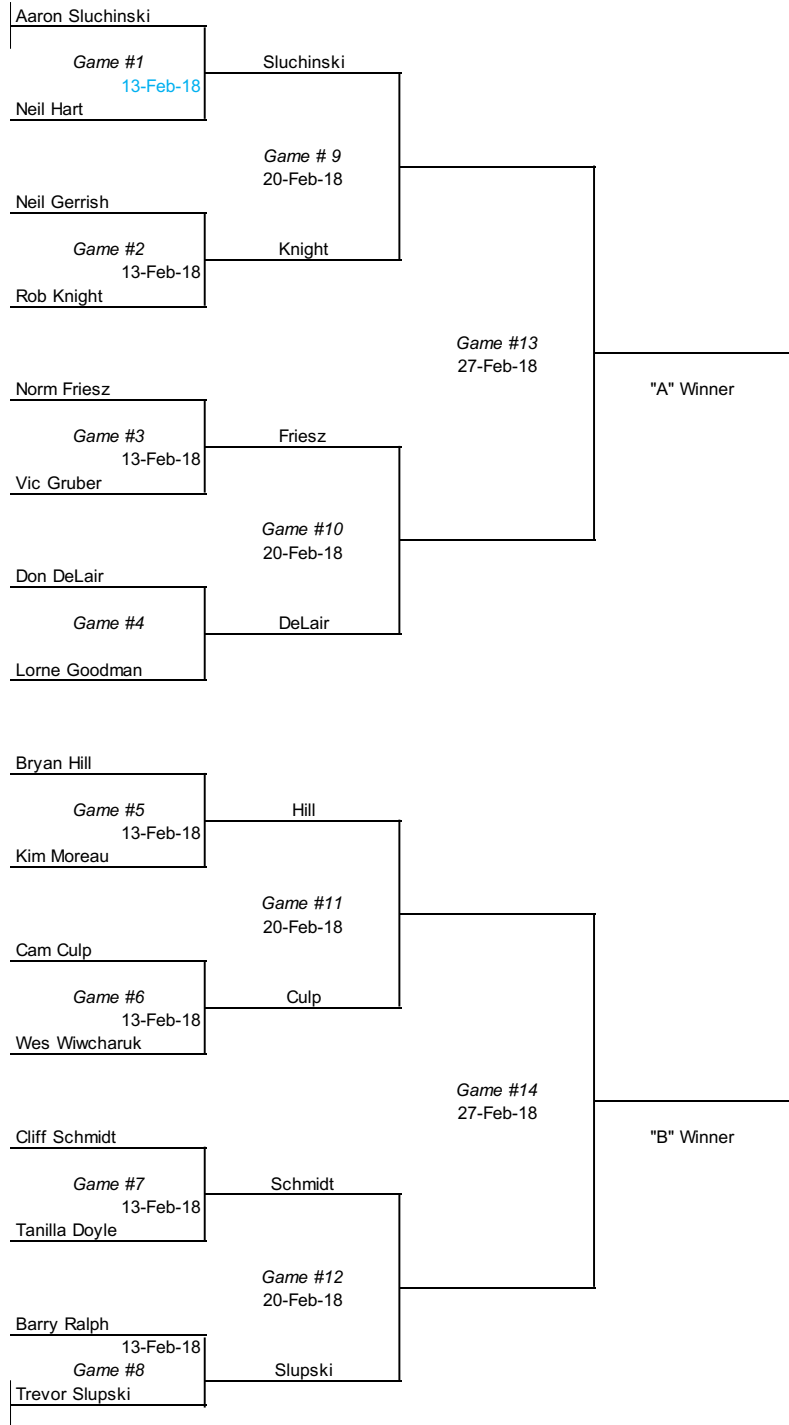 Aaron Sluchinski
Game #1
Sluchinski
13-Feb-18
Neil Hart
Game # 9
20-Feb-18
Neil Gerrish
Game #2
Knight
13-Feb-18
Rob Knight
Game #13
27-Feb-18
Norm Friesz
"A" Winner
Game #3
Friesz
13-Feb-18
Vic Gruber
Game #10
20-Feb-18
Don DeLair
Game #4
DeLair
Lorne Goodman
Bryan Hill
Game #5
Hill
13-Feb-18
Kim Moreau
Game #11
20-Feb-18
Cam Culp
Game #6
Culp
13-Feb-18
Wes Wiwcharuk
Game #14
27-Feb-18
Cliff Schmidt
"B" Winner
Game #7
Schmidt
13-Feb-18
Tanilla Doyle
Game #12
20-Feb-18
Barry Ralph
13-Feb-18
Game #8
Slupski
Trevor Slupski